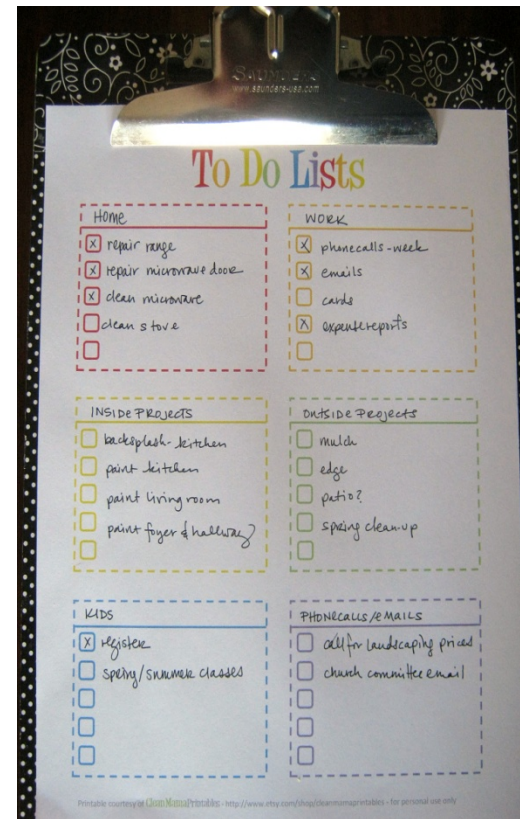 SAUNDERS
www.saunders-usa.com
To Do Lists
Home
x repair range
x repair microwave door
x clean microwave
clean stove
WORK
x phonecalls-week
x emails
cards
x expense reports
INSIDE PROJECTS
backsplash-kitchen
paint kitchen
paint living room
paint foyer & hallway
OUTSIDE PROJECTS
mulch
edge
patio?
spring clean-up
KIDS
x register
spring/summer classes
PHONECALLS/EMAILS
call for landscaping prices
church committee email
Printable courtesy of Clean Mama Printables - http://www.etsy.com/shop/cleanmamaprintables - for personal use only